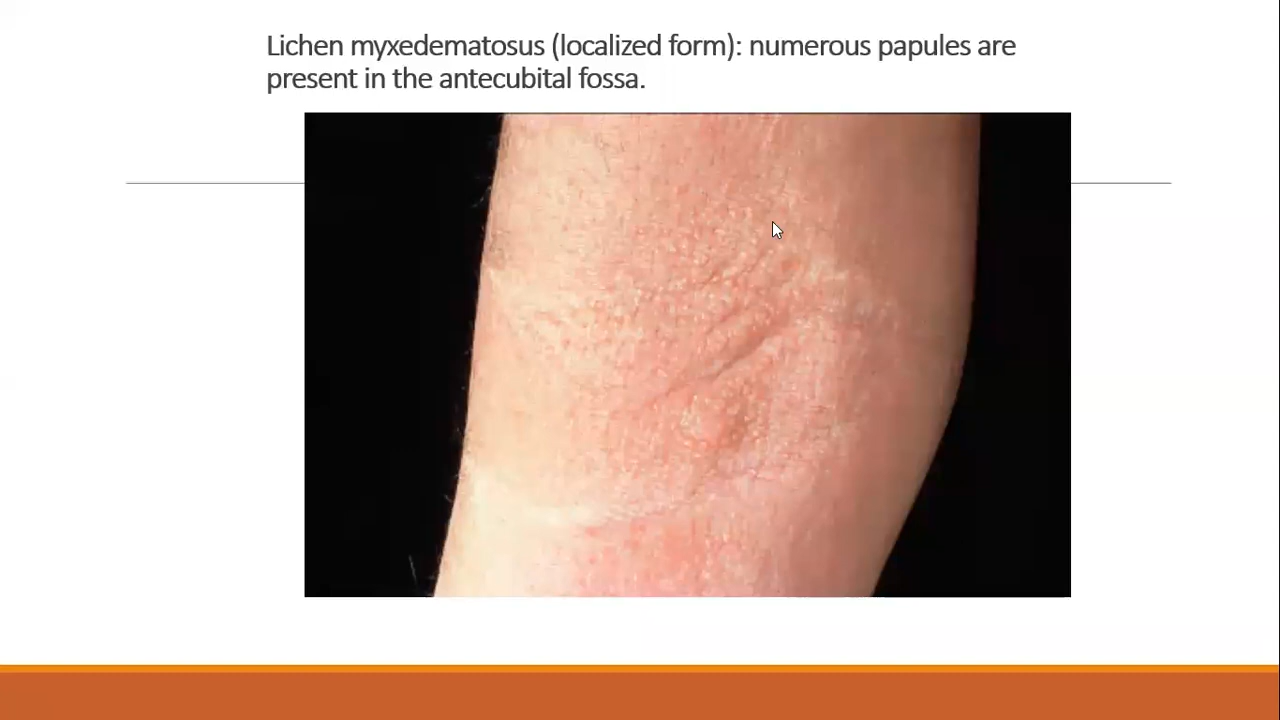 Lichen myxedematosus (localized form): numerous papules are
present in the antecubital fossa.